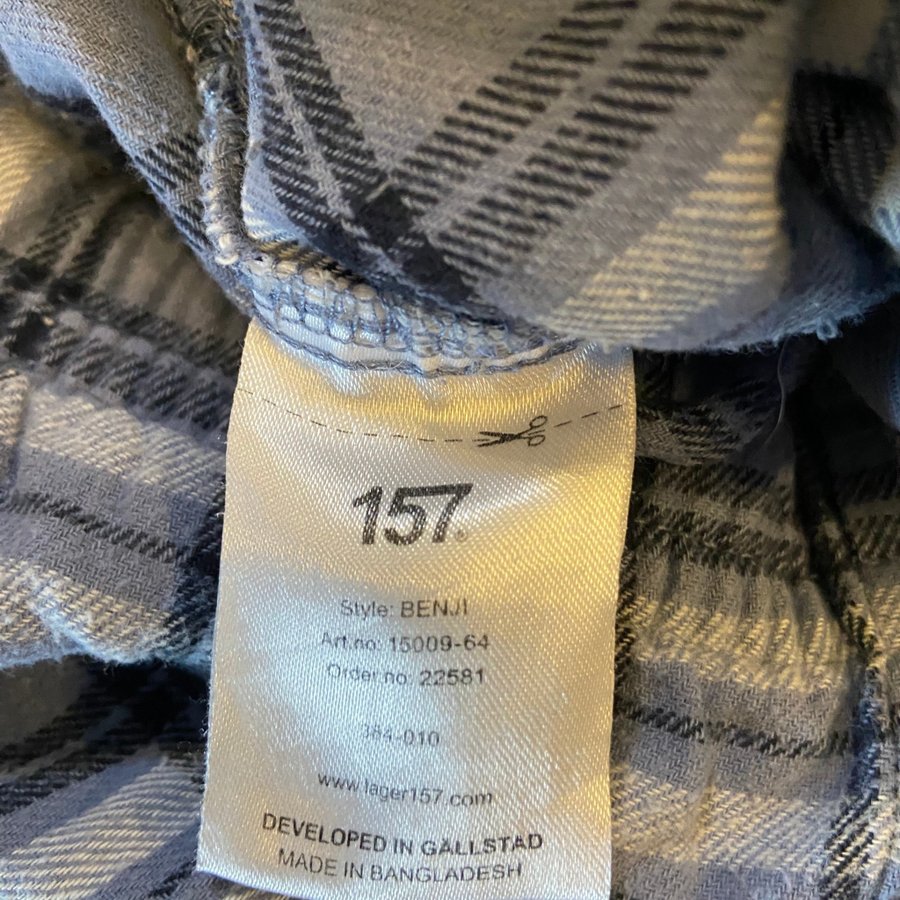 157®
Style: BENJI
Art.no: 15009-64
Order no: 22581
384-010
www.lager157.com
DEVELOPED IN GÄLLSTAD
MADE IN BANGLADESH